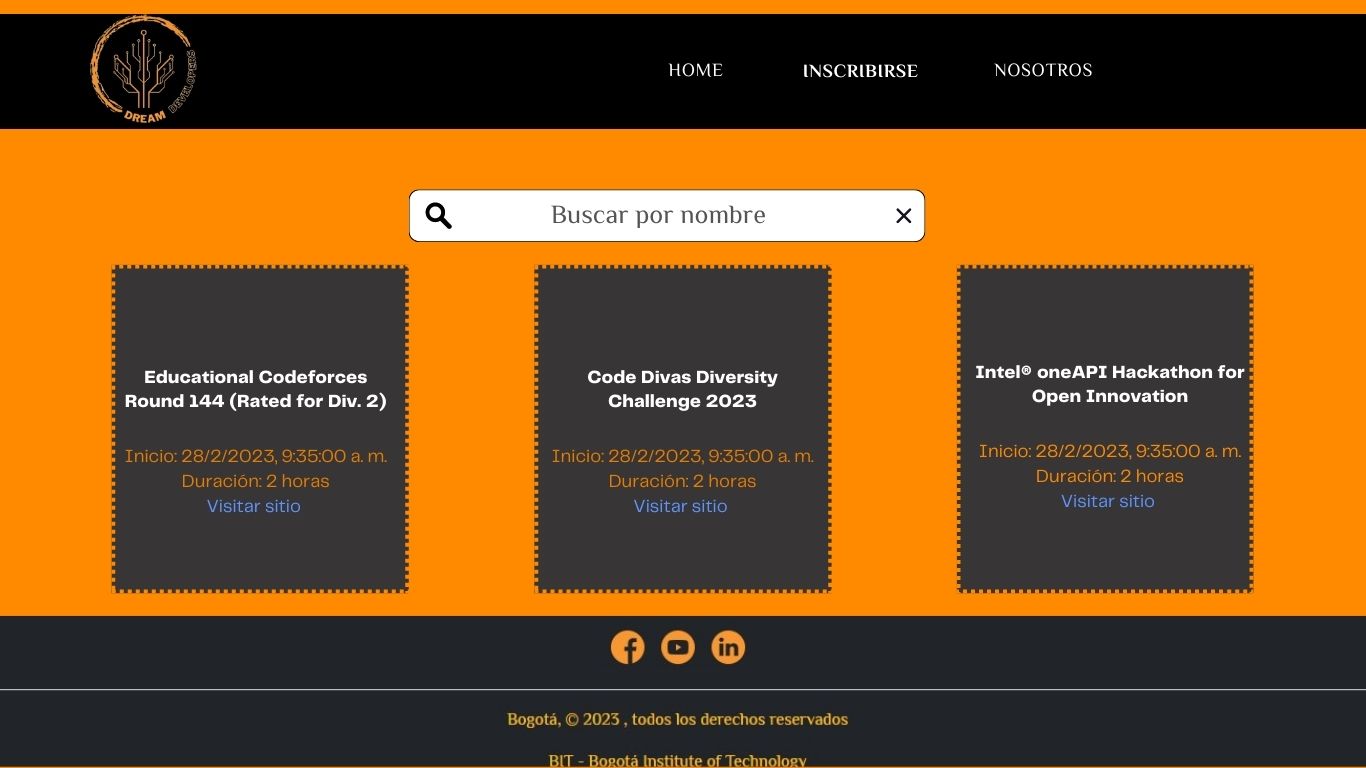 DREAM
DEVELOPERS
HOME
INSCRIBIRSE
NOSOTROS
Buscar por nombre
Educational Codeforces
Round 144 (Rated for Div. 2)
Inicio: 28/2/2023, 9:35:00 a. m.
Duración: 2 horas
Visitar sitio
Code Divas Diversity
Challenge 2023
Inicio: 28/2/2023, 9:35:00 a. m.
Duración: 2 horas
Visitar sitio
Intel® oneAPI Hackathon for
Open Innovation
Inicio: 28/2/2023, 9:35:00 a. m.
Duración: 2 horas
Visitar sitio
Bogotá, © 2023 , todos los derechos reservados
BIT - Bogotá Institute of Technology